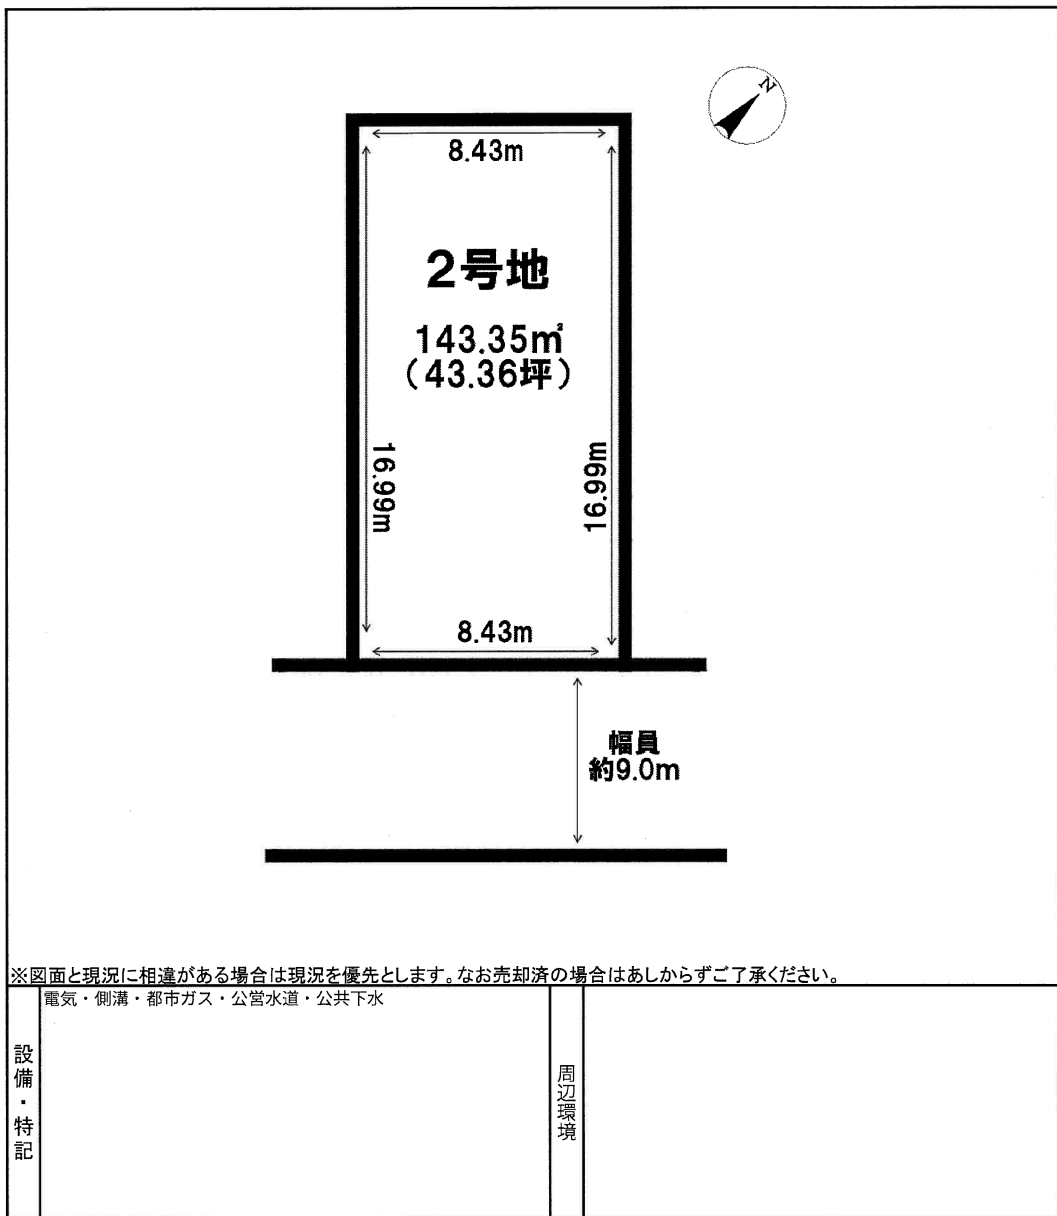 N
8.43m
2号地
143.35㎡
(43.36坪)
16.99m
16.99m
8.43m
幅員
約9.0m
※図面と現況に相違がある場合は現況を優先とします。なお売却済の場合はあしからずご了承ください。
設備・特記
電気・側溝・都市ガス・公営水道・公共下水
周辺環境